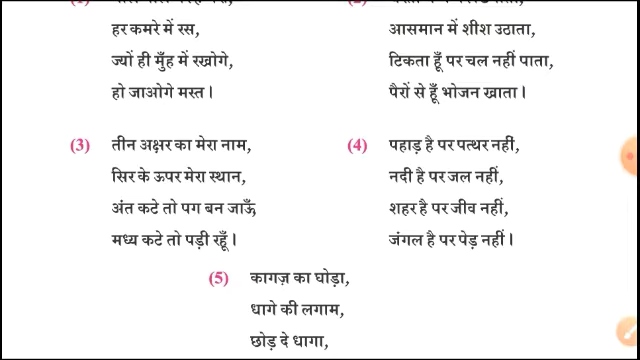 हर कमरे में रस,
ज्यों ही मुँह में रखोगे,
हो जाओगे मस्त।
आसमान में शीश उठाता,
टिकता हूँ पर चल नहीं पाता,
पैरों से हूँ भोजन खाता।
(3) तीन अक्षर का मेरा नाम,
सिर के ऊपर मेरा स्थान,
अंत कटे तो पग बन जाऊँ
मध्य कटे तो पड़ी रहूँ।
(4) पहाड़ है पर पत्थर नहीं,
नदी है पर जल नहीं,
शहर है पर जीव नहीं,
जंगल है पर पेड़ नहीं।
(5) कागज़ का घोड़ा,
धागे की लगाम,
छोड़ दे धागा,